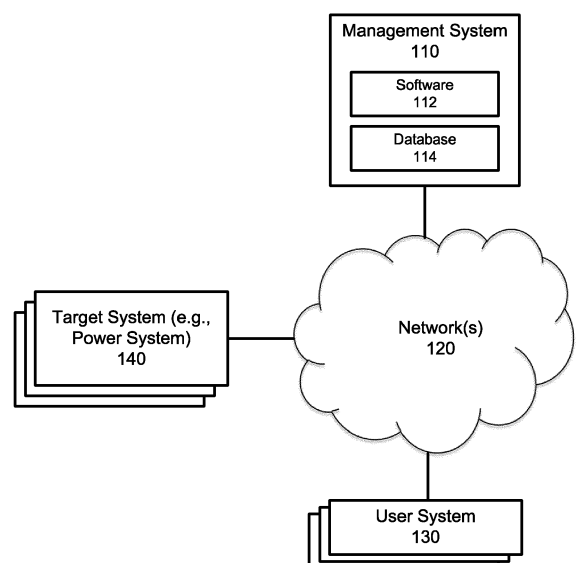 Management System
110
Software
112
Database
114
Target System (e.g.,
Power System)
140
Network(s)
120
User System
130